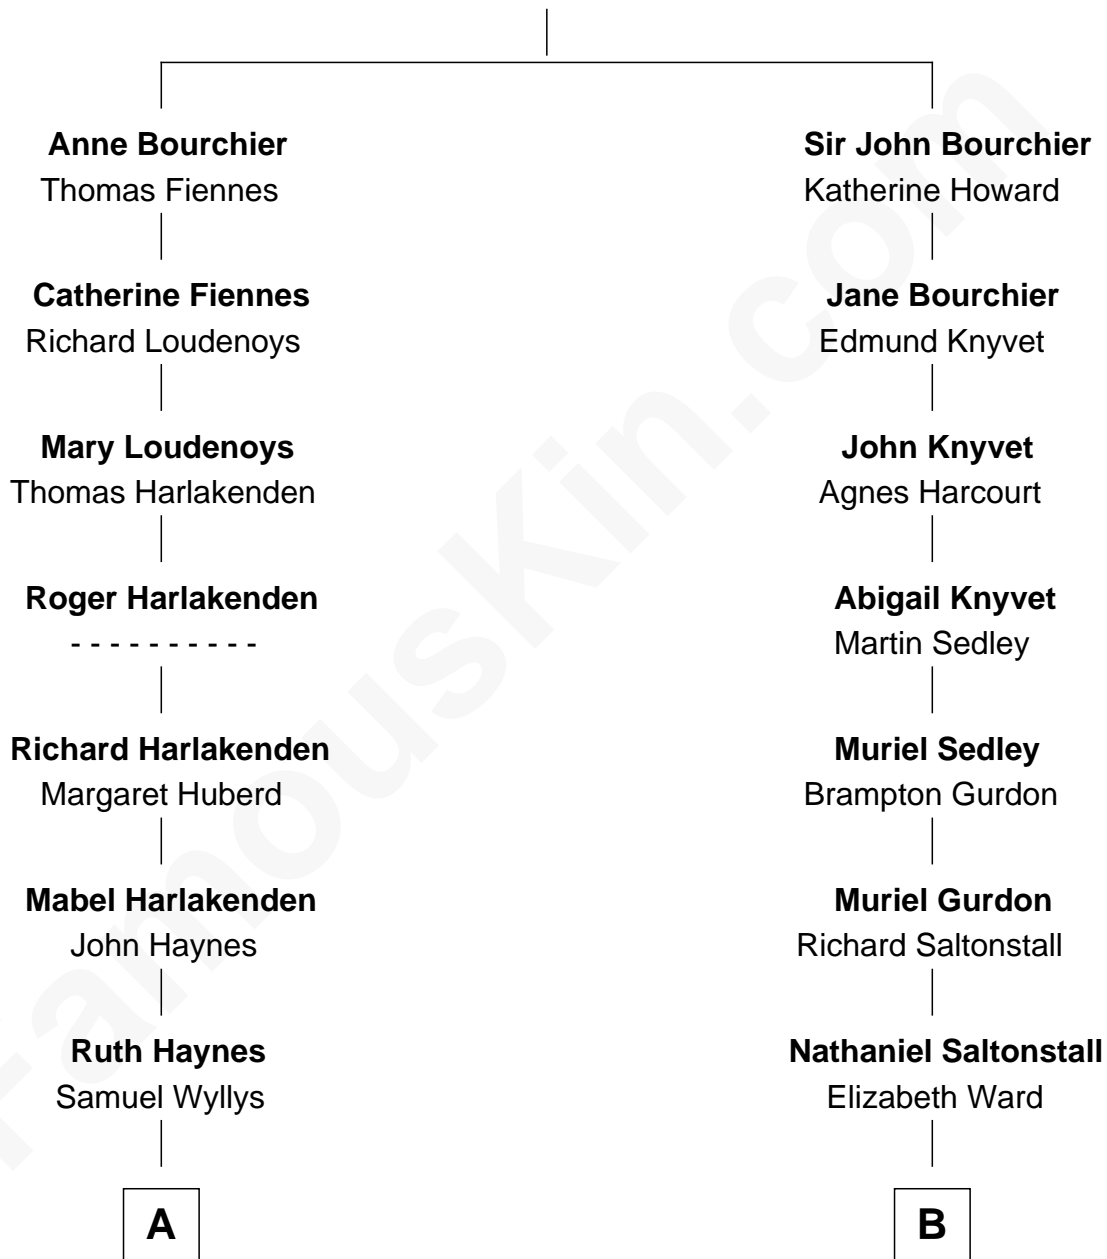 Anne Bourchier
Thomas Fiennes
Catherine Fiennes
Richard Loudenoys
Mary Loudenoys
Thomas Harlakenden
Roger Harlakenden
- - - - - - - - - -
Richard Harlakenden
Margaret Huberd
Mabel Harlakenden
John Haynes
Ruth Haynes
Samuel Wyllys
A
Sir John Bourchier
Katherine Howard
Jane Bourchier
Edmund Knyvet
John Knyvet
Agnes Harcourt
Abigail Knyvet
Martin Sedley
Muriel Sedley
Brampton Gurdon
Muriel Gurdon
Richard Saltonstall
Nathaniel Saltonstall
Elizabeth Ward
B
FamousKin.com